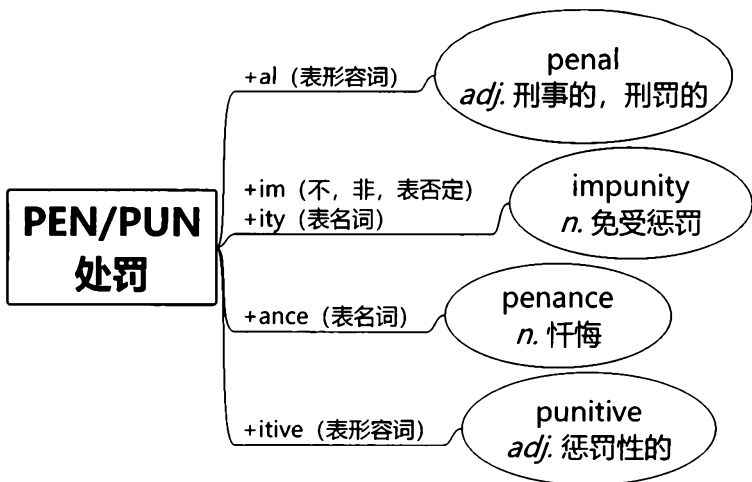 PEN/PUN
处罚
+al（表形容词）
penal
adj. 刑事的，刑罚的
+im（不，非，表否定）
+ity（表名词）
impunity
n. 免受惩罚
+ance（表名词）
penance
n. 忏悔
+itive（表形容词）
punitive
adj. 惩罚性的